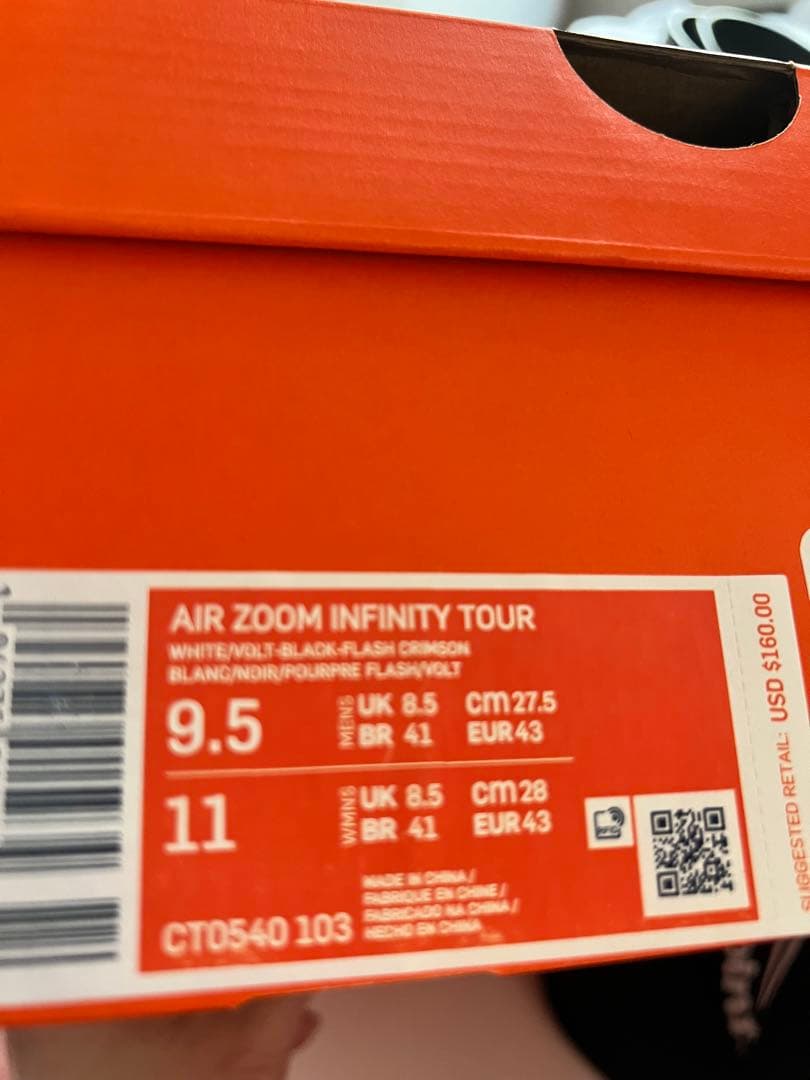 AIR ZOOM INFINITY TOUR
WHITE/VOLT-BLACK-FLASH CRIMSON
BLANC/NOIR/POURPRE FLASH/VOLT
9.5 MENS UK 8.5 cm 27.5
BR 41 EUR 43
11 WMNS UK 8.5 cm 28
BR 41 EUR 43
MADE IN CHINA /
FABRIQUE EN CHINE /
FABRICADO NA CHINA /
HECHO EN CHINA
CT0540 103
RFID
SUGGESTED RETAIL: USD $160.00